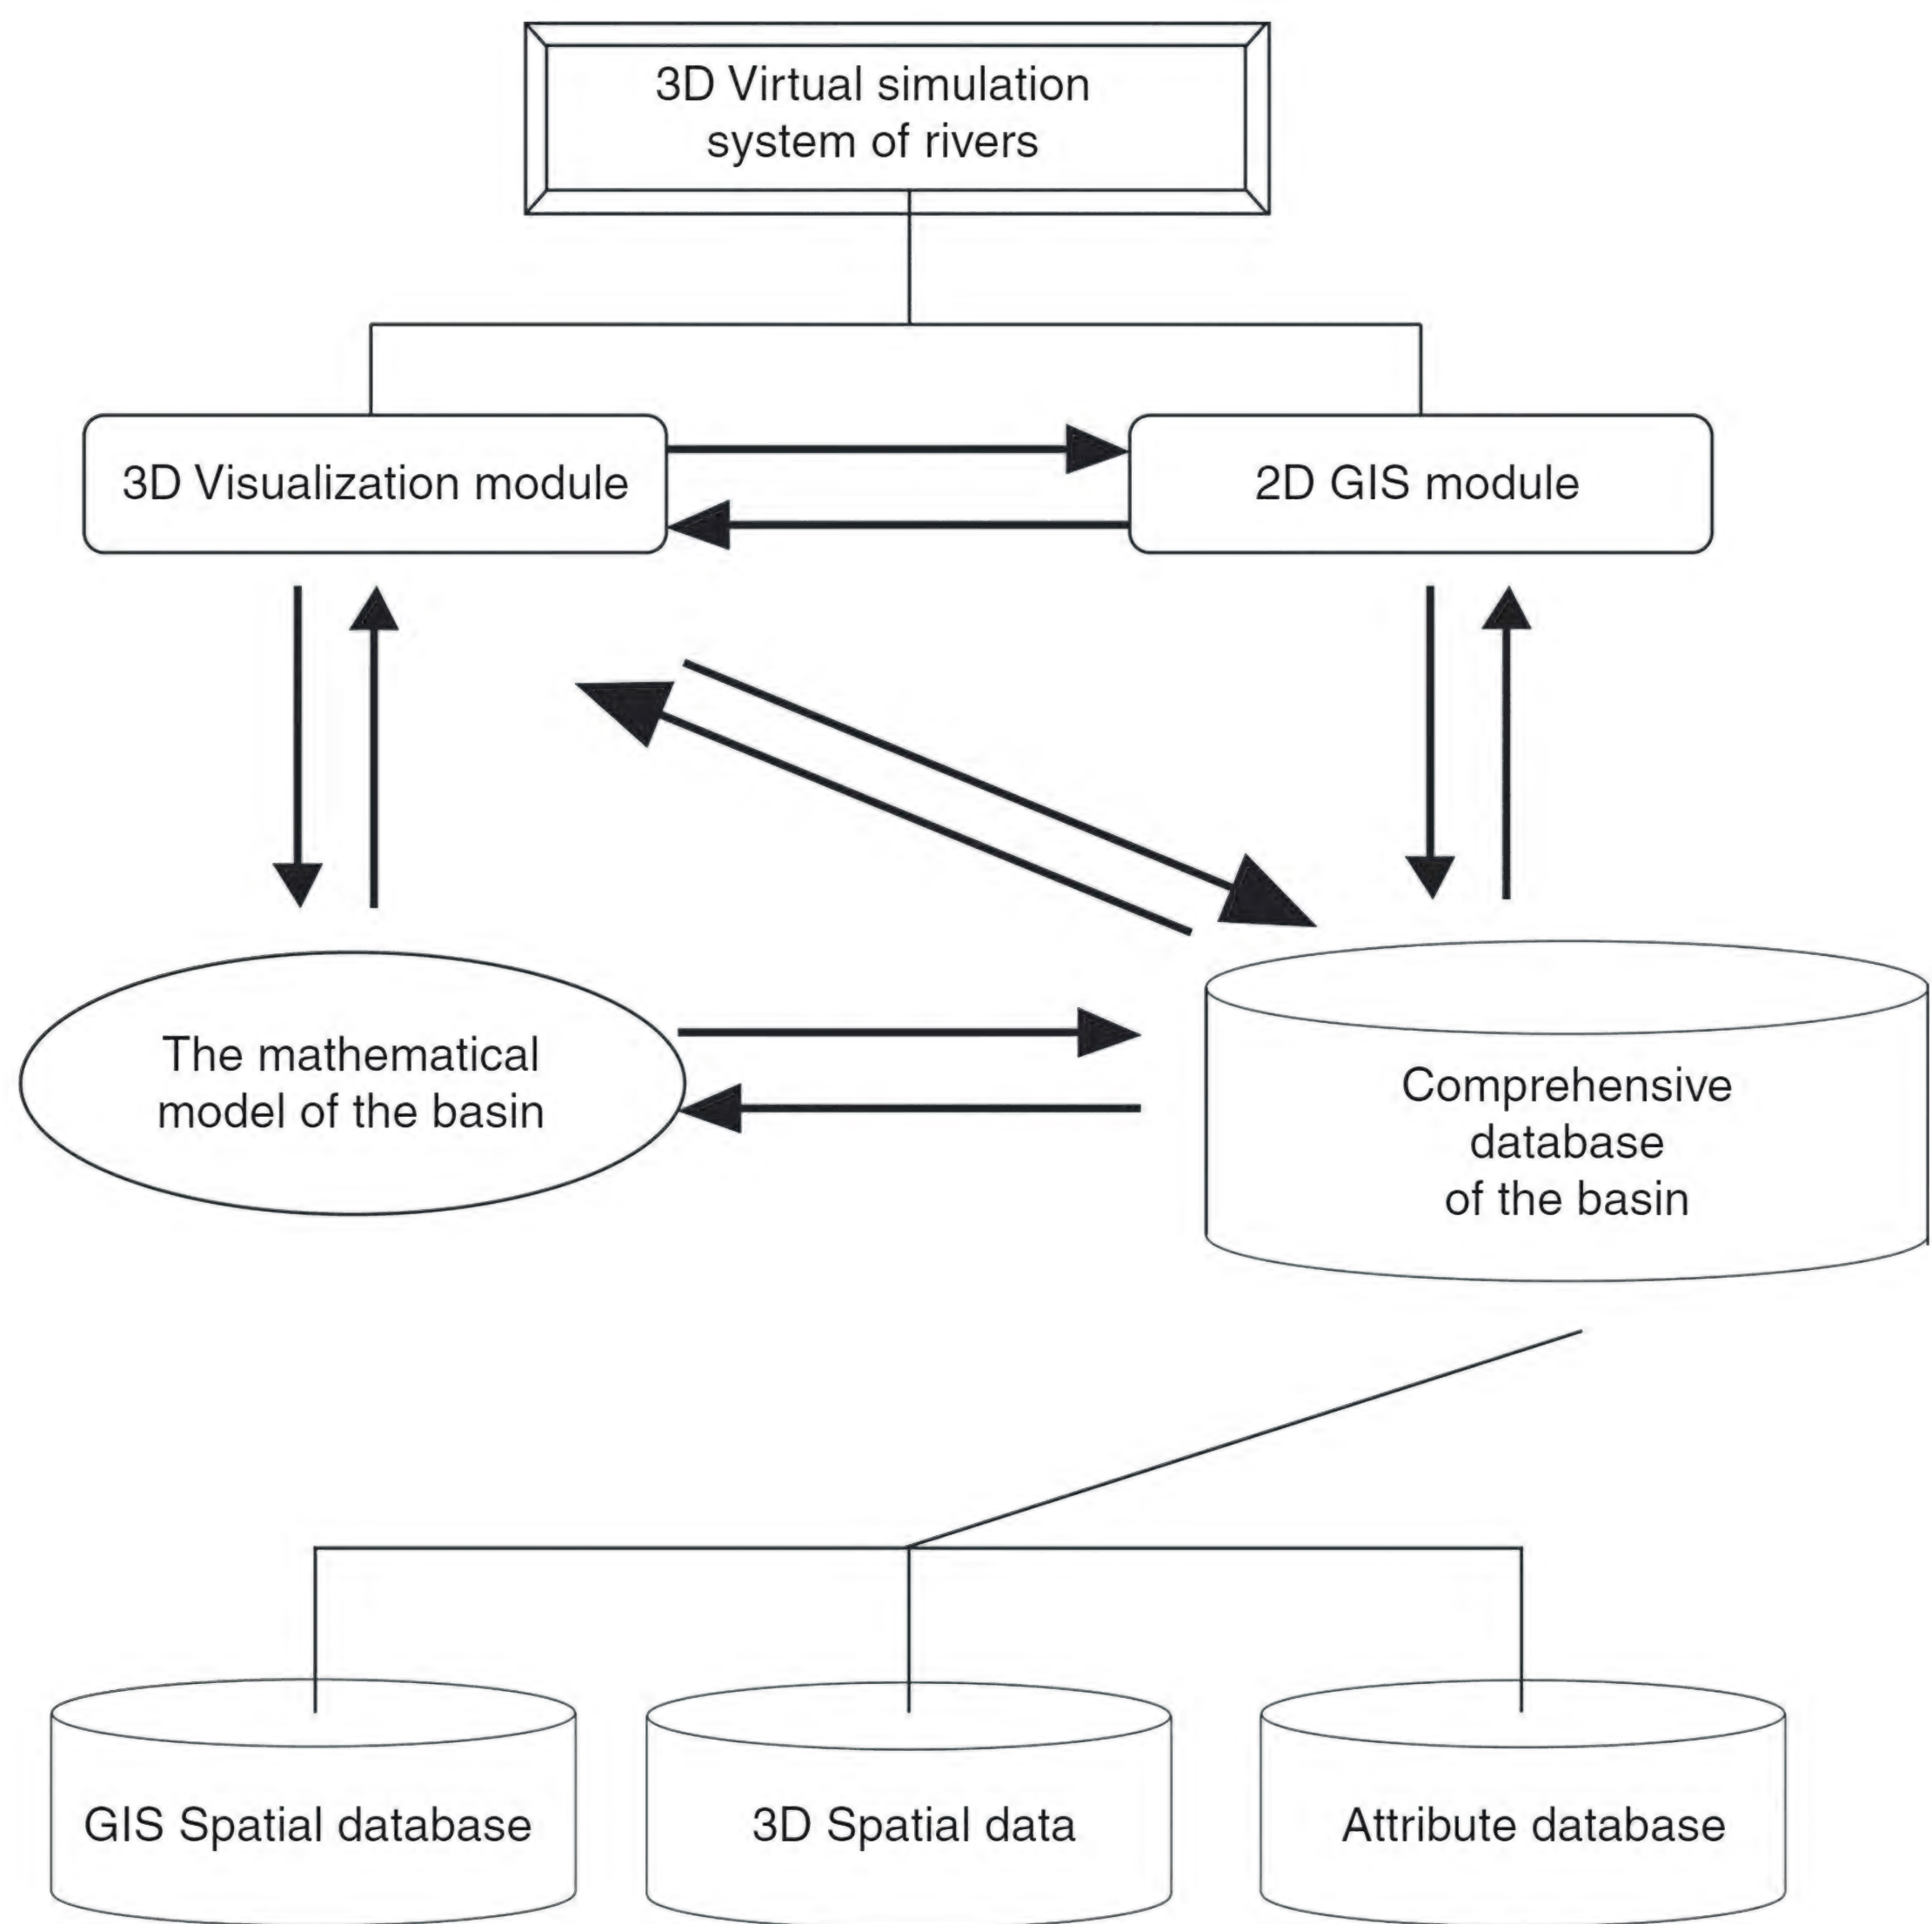 3D Virtual simulation
system of rivers
3D Visualization module
2D GIS module
The mathematical
model of the basin
Comprehensive
database
of the basin
GIS Spatial database
3D Spatial data
Attribute database